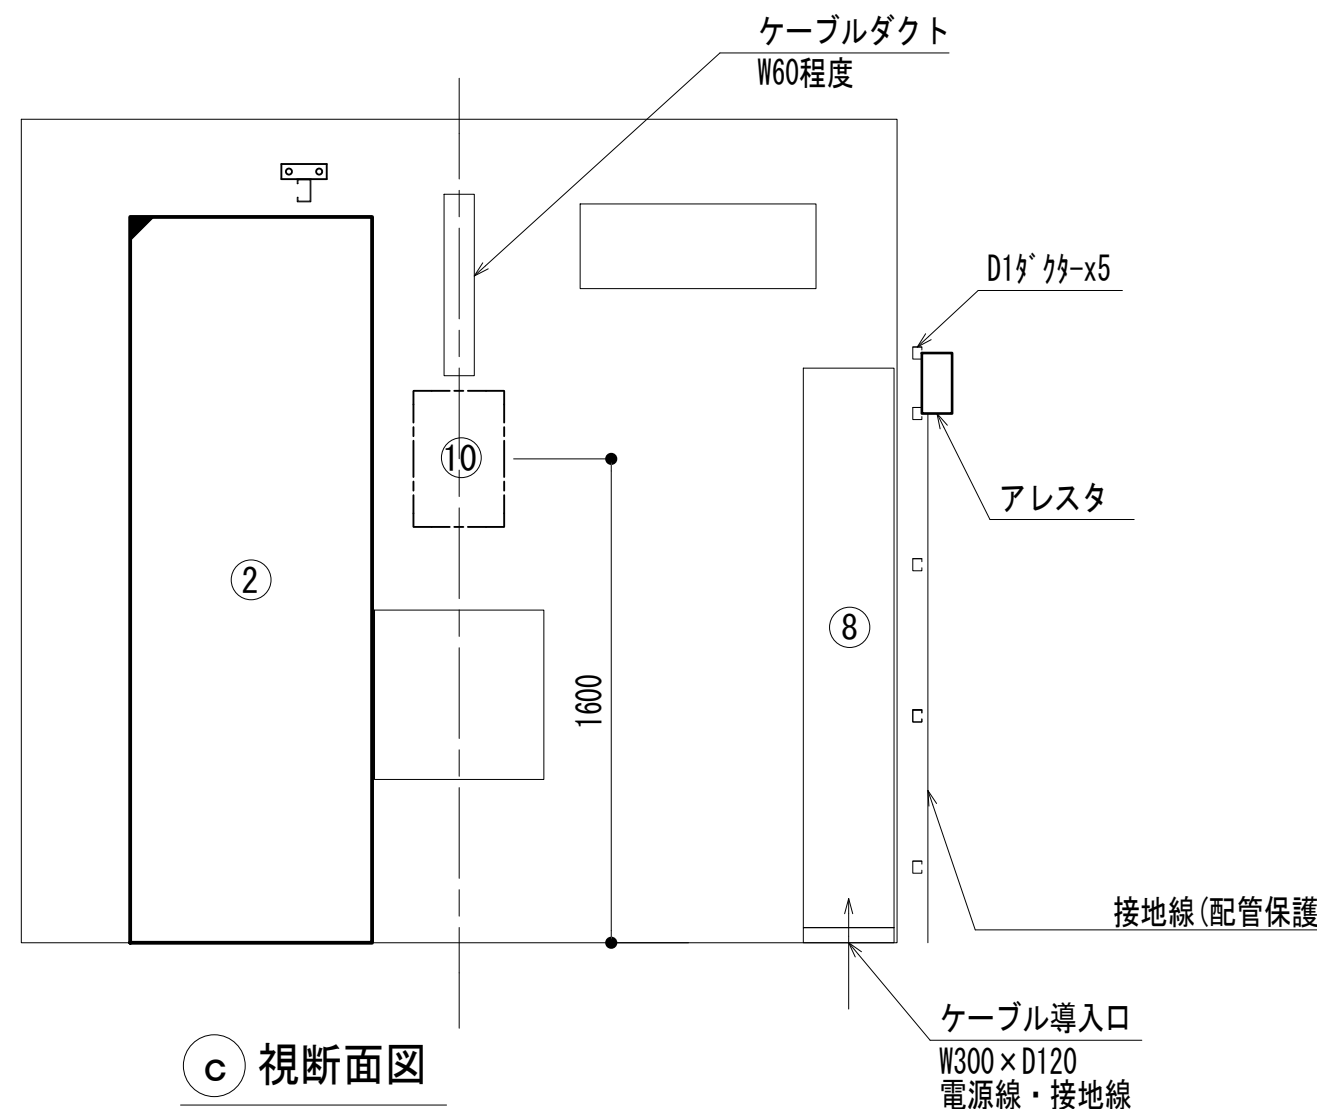 ケーブルダクト
W60程度
D1ﾀﾞｸﾀｰx5
アレスタ
⑩
②
⑧
1600
接地線(配管保護
ケーブル導入口
W300×D120
電源線・接地線
c 視断面図